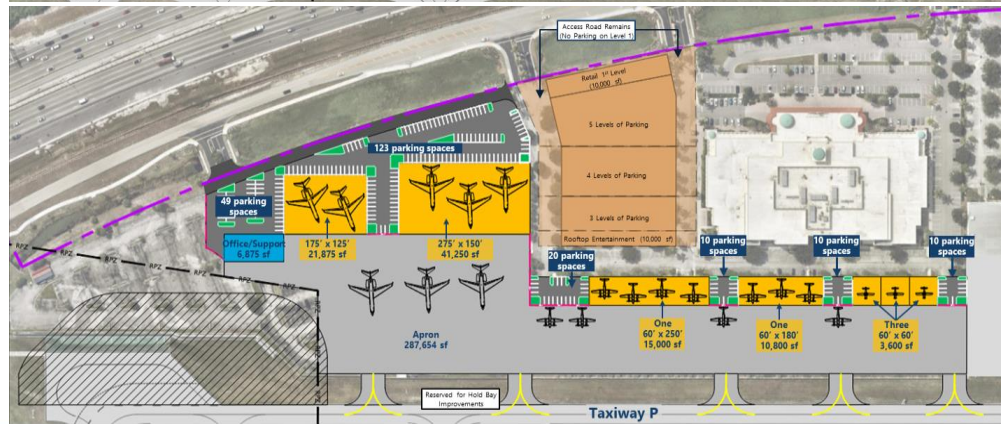 Access Road Remains
(No Parking on Level 1)
Retail 1st Level
(10,000 sf)
5 Levels of Parking
4 Levels of Parking
3 Levels of Parking
Rooftop Entertainment (10,000 sf)
123 parking spaces
49 parking
spaces
Office/Support
6,875 sf
175' x 125'
21,875 sf
275' x 150'
41,250 sf
20 parking
spaces
10 parking
spaces
10 parking
spaces
10 parking
spaces
One
60' x 250'
15,000 sf
One
60' x 180'
10,800 sf
Three
60' x 60'
3,600 sf
Apron
287,654 sf
RPZ
RPZ
RPZ
RPZ
RPZ
RPZ
RPZ
RPZ
Reserved for Hold Bay
Improvements
Taxiway P